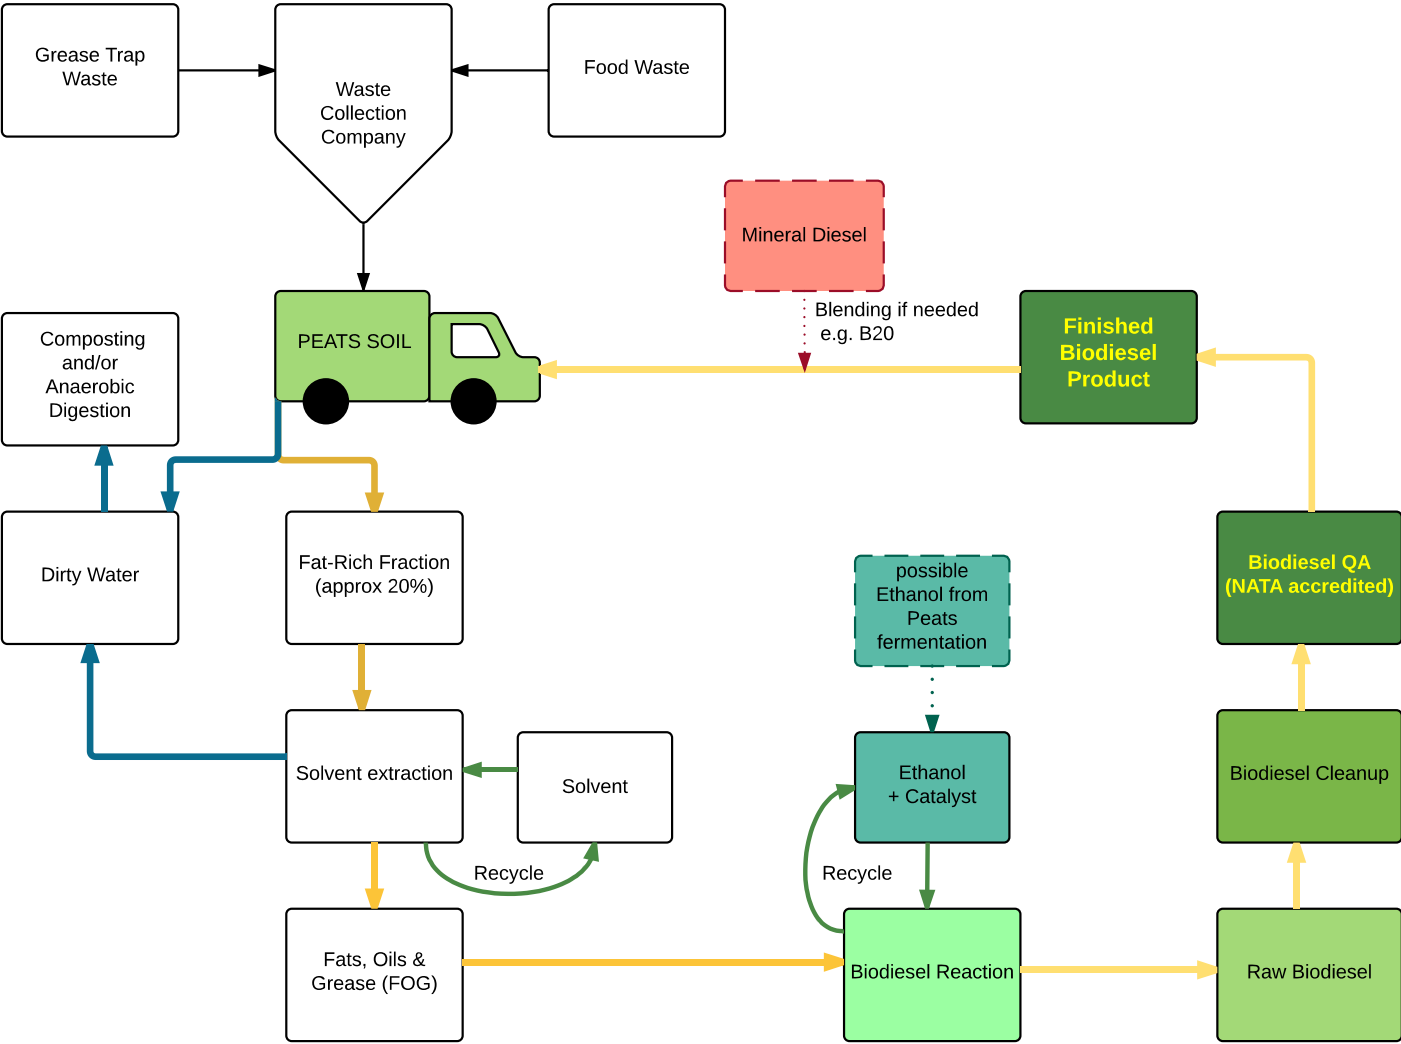 Grease Trap
Waste
Waste
Collection
Company
Food Waste
Mineral Diesel
Blending if needed
e.g. B20
PEATS SOIL
Finished
Biodiesel
Product
Composting
and/or
Anaerobic
Digestion
Dirty Water
Fat-Rich Fraction
(approx 20%)
possible
Ethanol from
Peats
fermentation
Biodiesel QA
(NATA accredited)
Solvent extraction
Solvent
Recycle
Ethanol
+ Catalyst
Recycle
Biodiesel Cleanup
Fats, Oils &
Grease (FOG)
Biodiesel Reaction
Raw Biodiesel